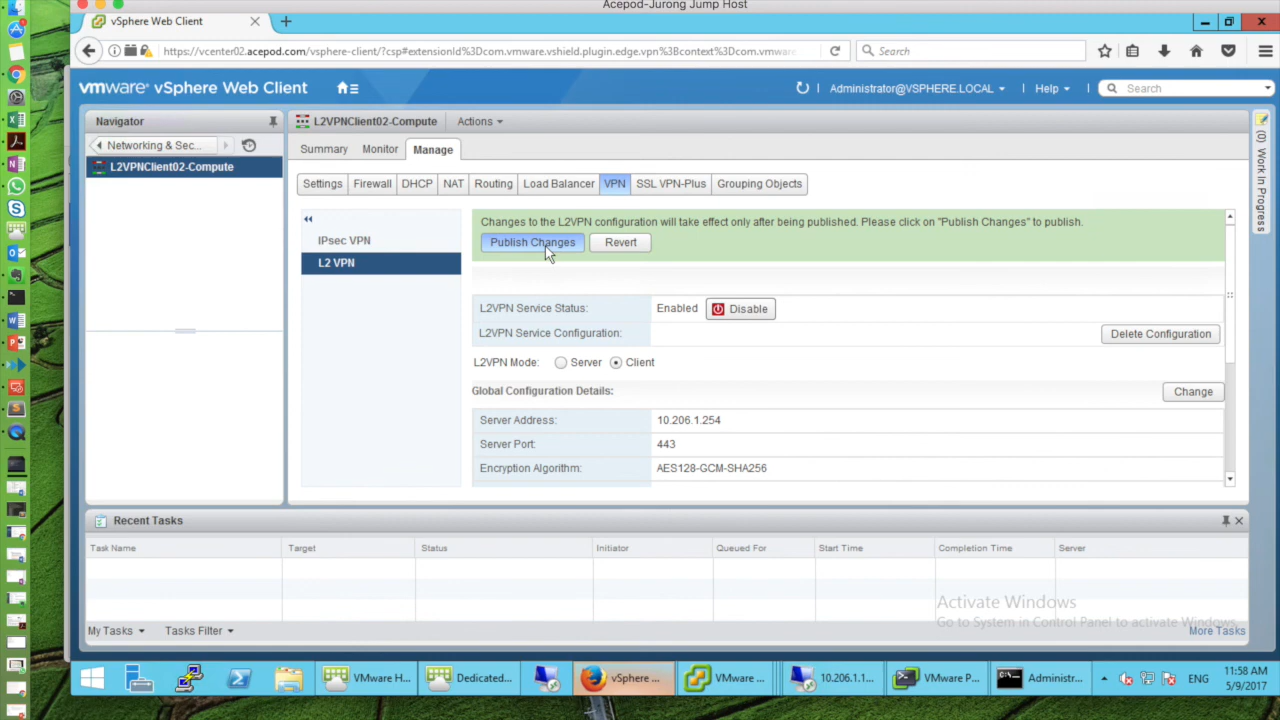 Acepod-Jurong Jump Host
vSphere Web Client
https://vcenter02.acepod.com/vsphere-client/?csp#extensionId%3Dcom.vmware.vshield.plugin.edge.vpn%3Bcontext%3Dcom.vmw
Search
vmware® vSphere Web Client
Administrator@VSPHERE.LOCAL
Help
Search
Navigator
L2VPNClient02-Compute
Actions
(0) Work In Progress
Networking & Sec...
Summary
Monitor
Manage
L2VPNClient02-Compute
Settings
Firewall
DHCP
NAT
Routing
Load Balancer
VPN
SSL VPN-Plus
Grouping Objects
IPsec VPN
L2 VPN
Changes to the L2VPN configuration will take effect only after being published. Please click on "Publish Changes" to publish.
Publish Changes
Revert
L2VPN Service Status:
Enabled
Disable
L2VPN Service Configuration:
Delete Configuration
L2VPN Mode:
Server
Client
Global Configuration Details:
Change
Server Address:
10.206.1.254
Server Port:
443
Encryption Algorithm:
AES128-GCM-SHA256
Recent Tasks
Task Name
Target
Status
Initiator
Queued For
Start Time
Completion Time
Server
Activate Windows
Go to System in Control Panel to activate Windows.
My Tasks
Tasks Filter
More Tasks
VMware H...
Dedicated...
vSphere ...
VMware ...
10.206.1.1...
VMware P...
Administr...
ENG
11:58 AM
5/9/2017